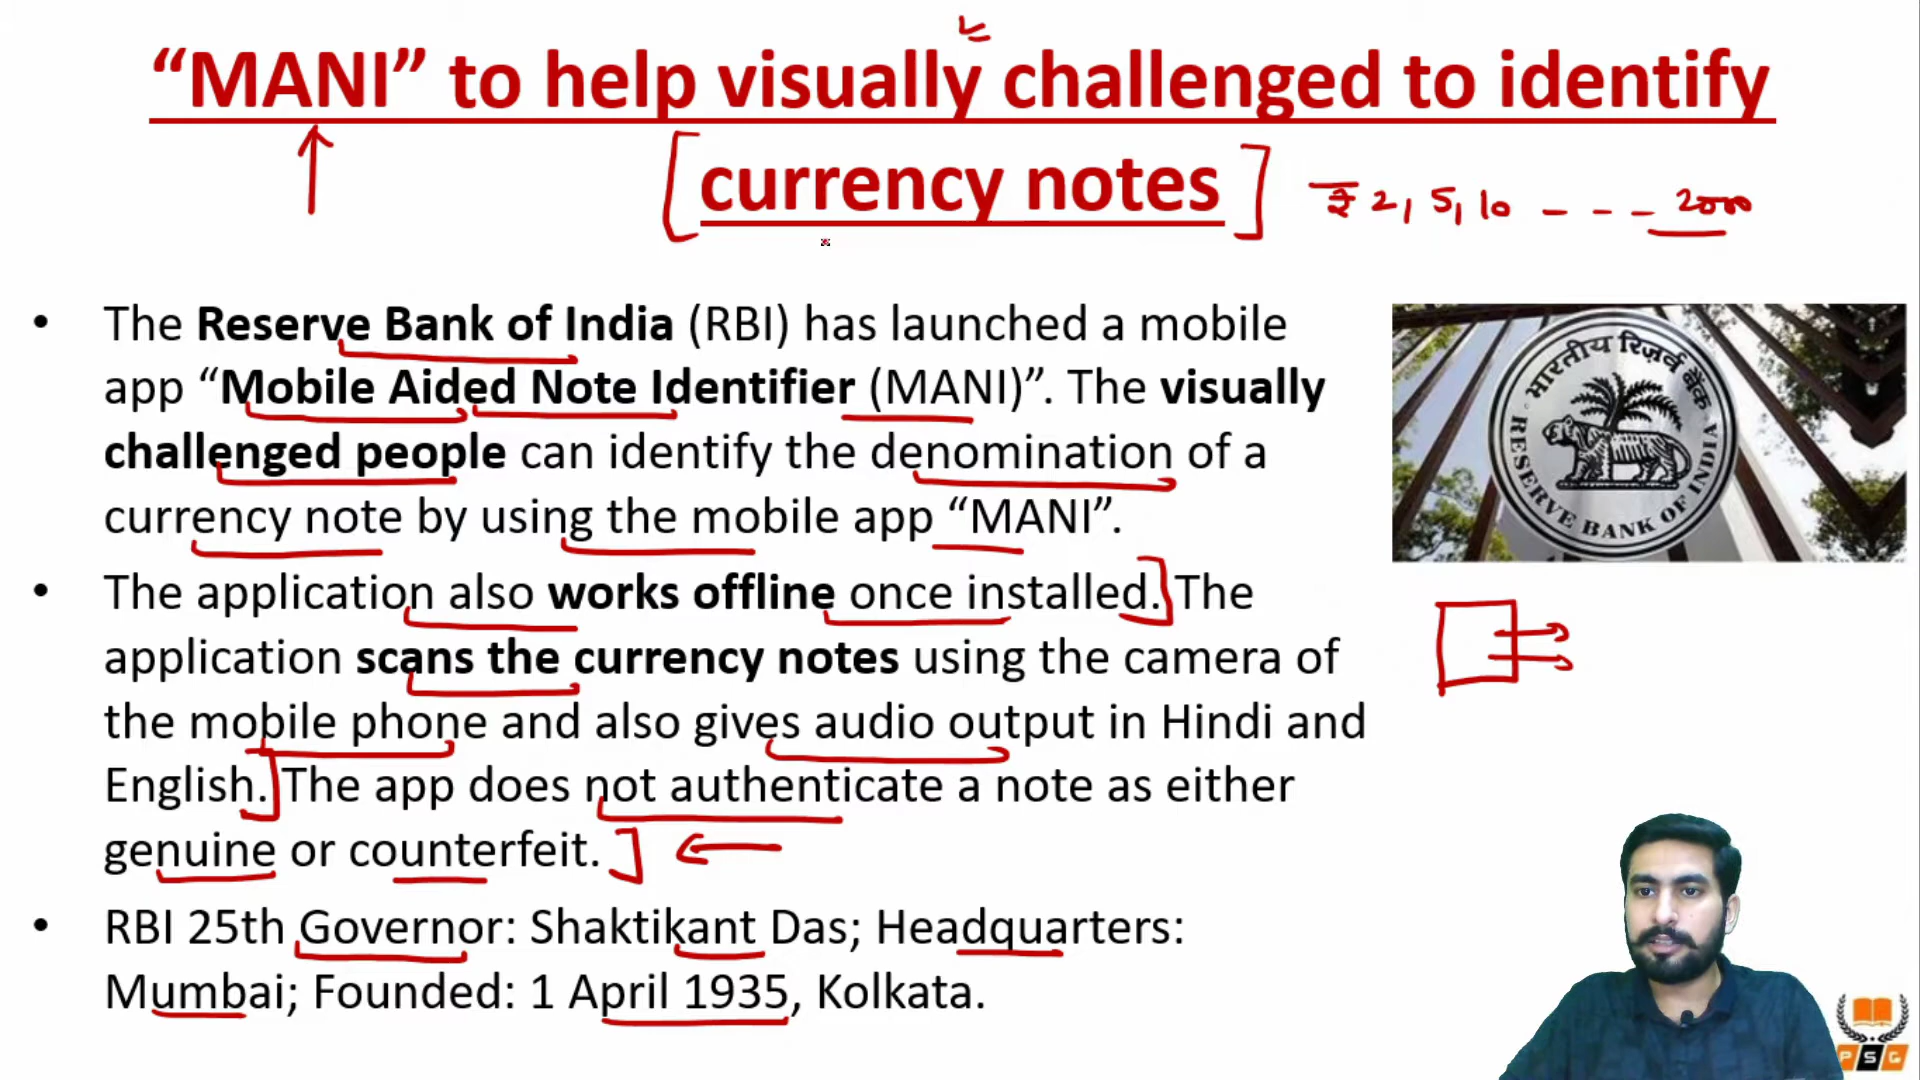 “MANI” to help visually challenged to identify
currency notes
₹ 2, 5, 10 - - - 2000
• The Reserve Bank of India (RBI) has launched a mobile
app “Mobile Aided Note Identifier (MANI)”. The visually
challenged people can identify the denomination of a
currency note by using the mobile app “MANI”.
• The application also works offline once installed. The
application scans the currency notes using the camera of
the mobile phone and also gives audio output in Hindi and
English. The app does not authenticate a note as either
genuine or counterfeit.
• RBI 25th Governor: Shaktikant Das; Headquarters:
Mumbai; Founded: 1 April 1935, Kolkata.
भारतीय रिज़र्व बैंक
RESERVE BANK OF INDIA
PSG